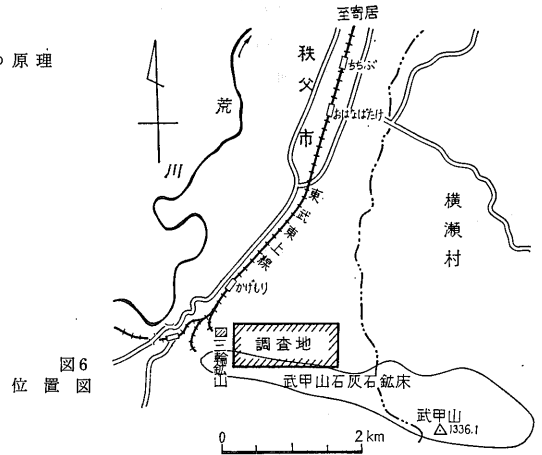 の原理
至寄居
秩父市
ちちぶ
おはなばたけ
荒川
横瀬村
東武東上線
かげもり
三輪鉱山
調査地
武甲山石灰石鉱床
武甲山
1336.1
図6
位置図
0 2km